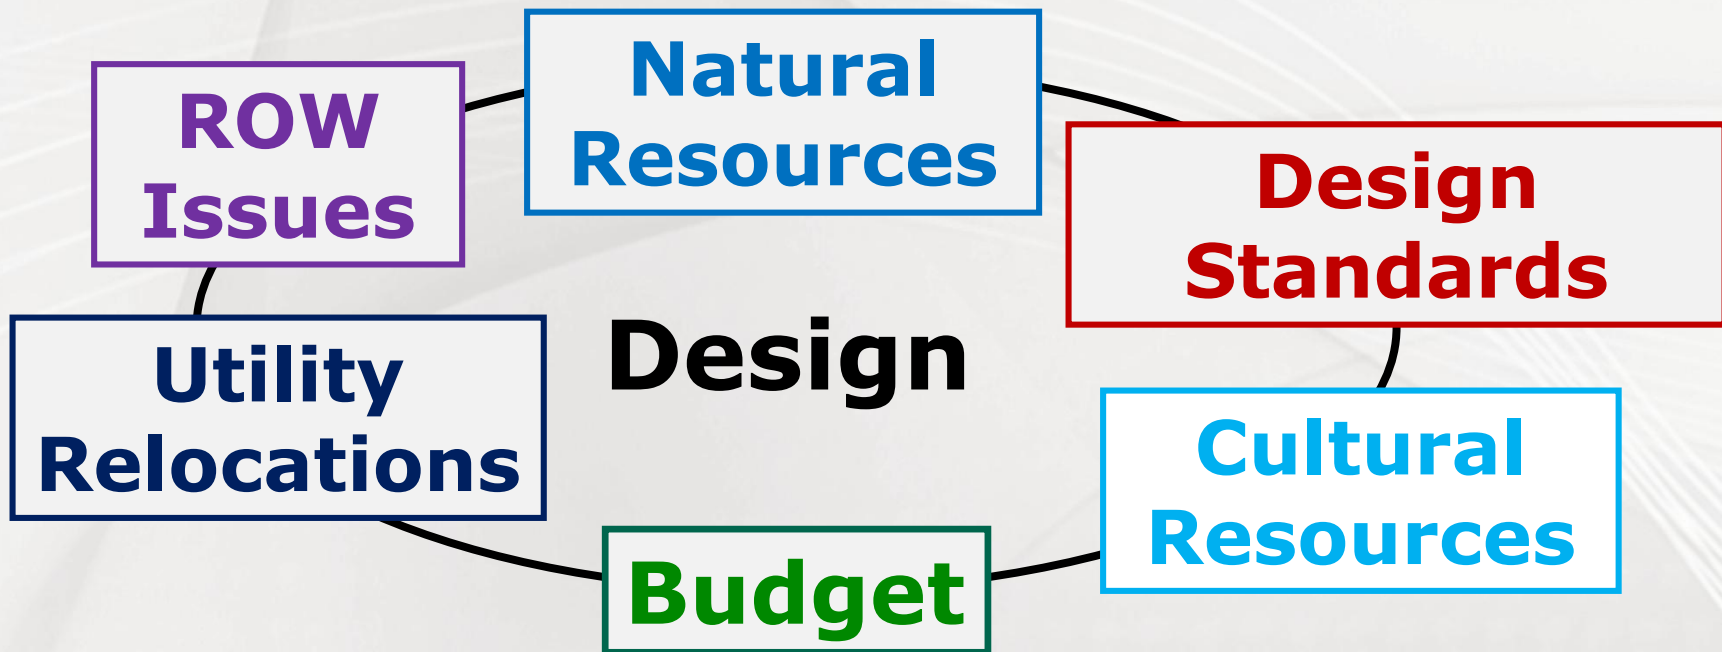 Natural
Resources
ROW
Issues
Design
Standards
Design
Utility
Relocations
Cultural
Resources
Budget